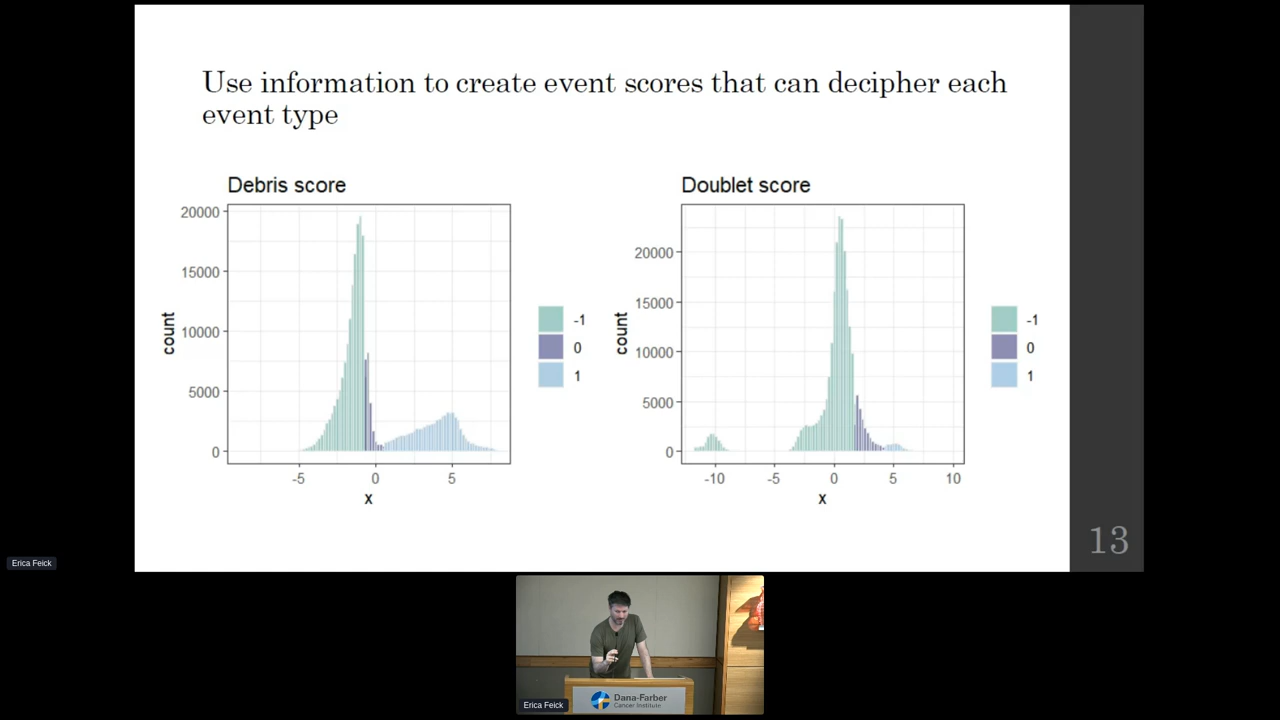 Use information to create event scores that can decipher each
event type
Debris score
20000
15000
10000
5000
0
-5
0
5
x
count
-1
0
1
Doublet score
20000
15000
10000
5000
0
-10
-5
0
5
10
x
count
-1
0
1
13
Erica Feick
Erica Feick
Dana-Farber
Cancer Institute